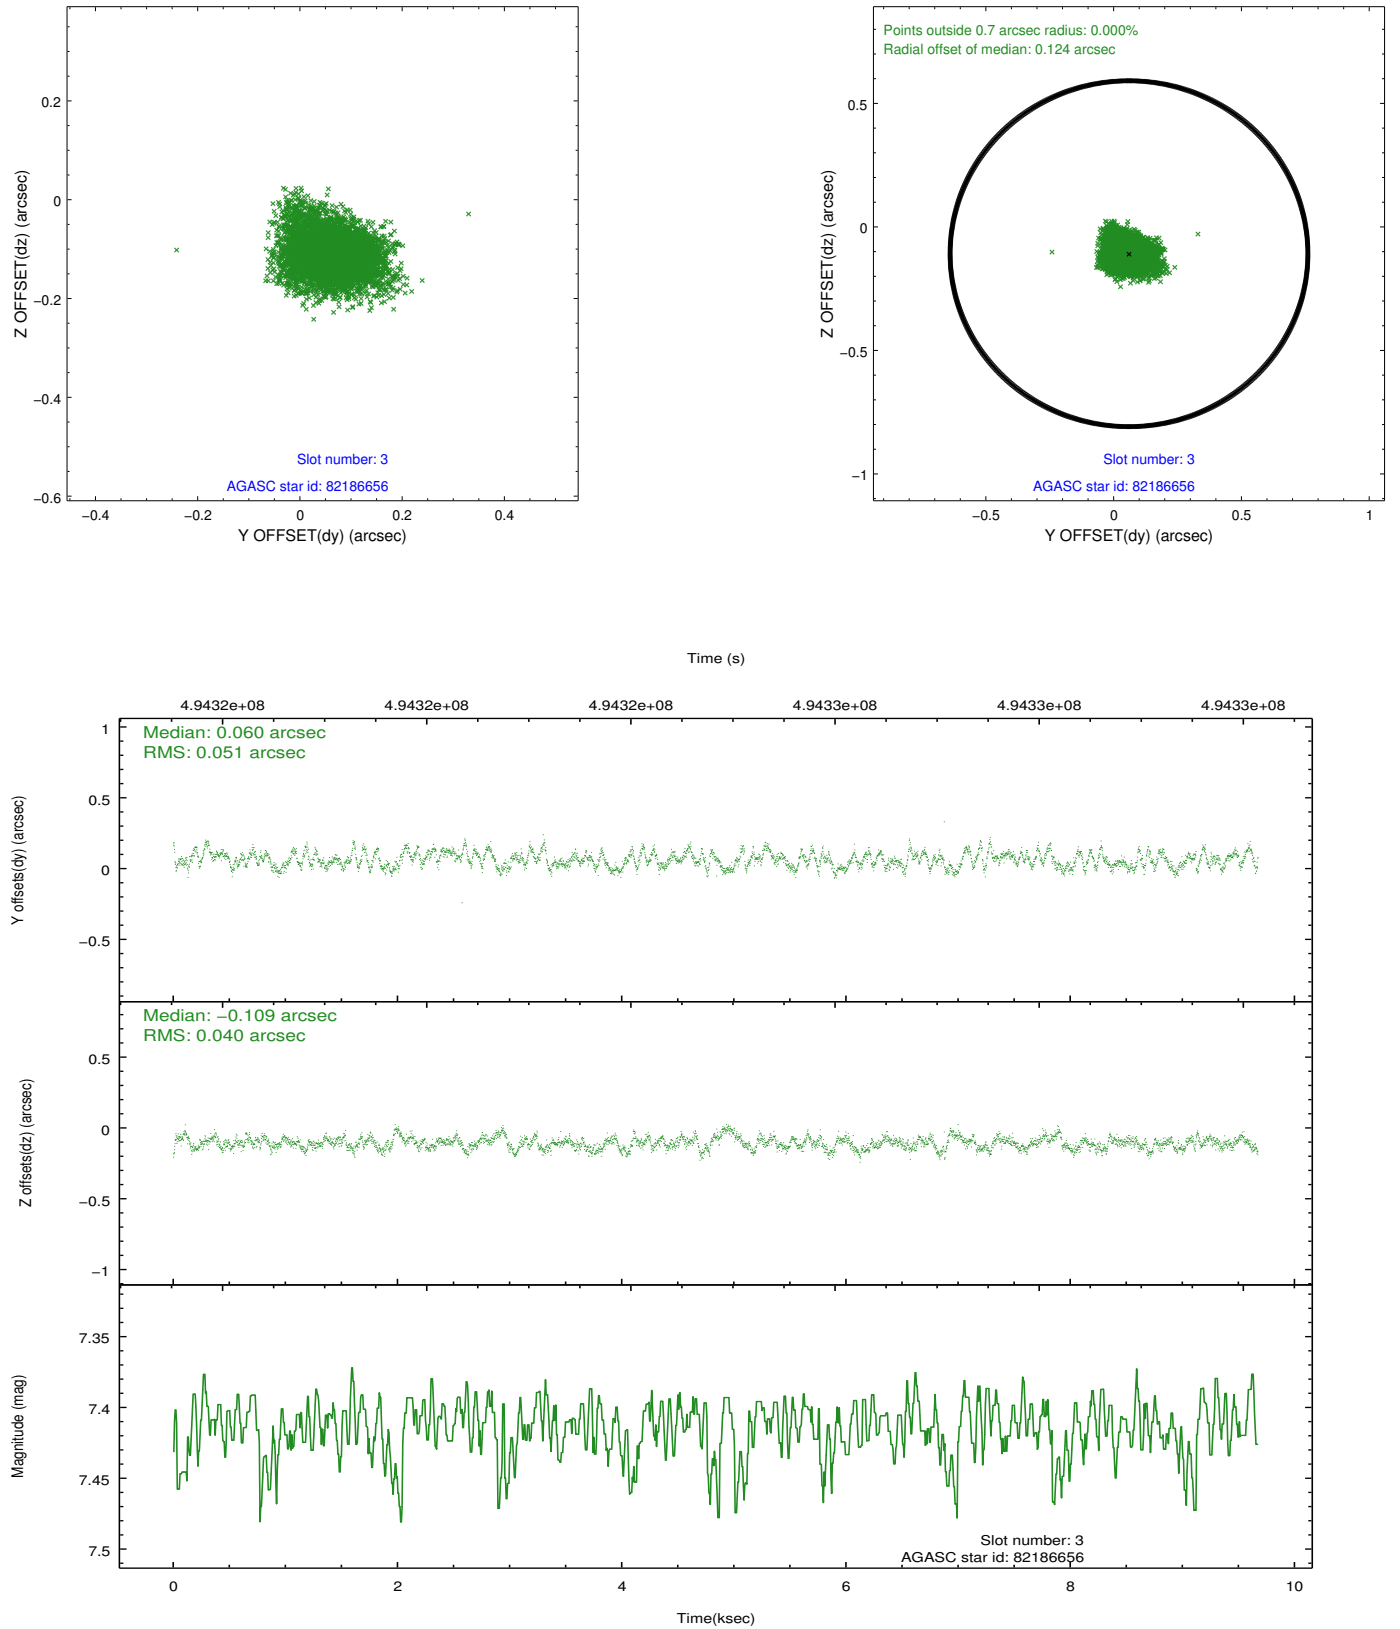 0.2
0
−0.2
−0.4
−0.6
Z OFFSET(dz) (arcsec)
Slot number: 3
AGASC star id: 82186656
−0.4 −0.2 0 0.2 0.4
Y OFFSET(dy) (arcsec)
Points outside 0.7 arcsec radius: 0.000%
Radial offset of median: 0.124 arcsec
0.5
0
−0.5
−1
Z OFFSET(dz) (arcsec)
Slot number: 3
AGASC star id: 82186656
−0.5 0 0.5 1
Y OFFSET(dy) (arcsec)
Time (s)
4.9432e+08 4.9432e+08 4.9432e+08 4.9433e+08 4.9433e+08 4.9433e+08
Median: 0.060 arcsec
RMS: 0.051 arcsec
1
0.5
0
−0.5
Y offsets(dy) (arcsec)
Median: −0.109 arcsec
RMS: 0.040 arcsec
0.5
0
−0.5
−1
Z offsets(dz) (arcsec)
7.35
7.4
7.45
7.5
Magnitude (mag)
Slot number: 3
AGASC star id: 82186656
0 2 4 6 8 10
Time(ksec)